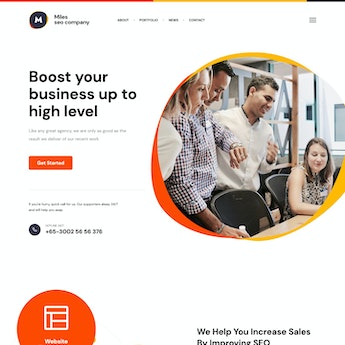 M
Miles
seo company
ABOUT
PORTFOLIO
NEWS
CONTACT
Boost your
business up to
high level
Like any great agency, we are only as good as the
result we deliver of our recent work
Get Started
If you're hurry, quick call for us. Our supporters areas 24/7
and will help you asap
+65-3002 56 56 376
Website
We Help You Increase Sales
By Improving SEO